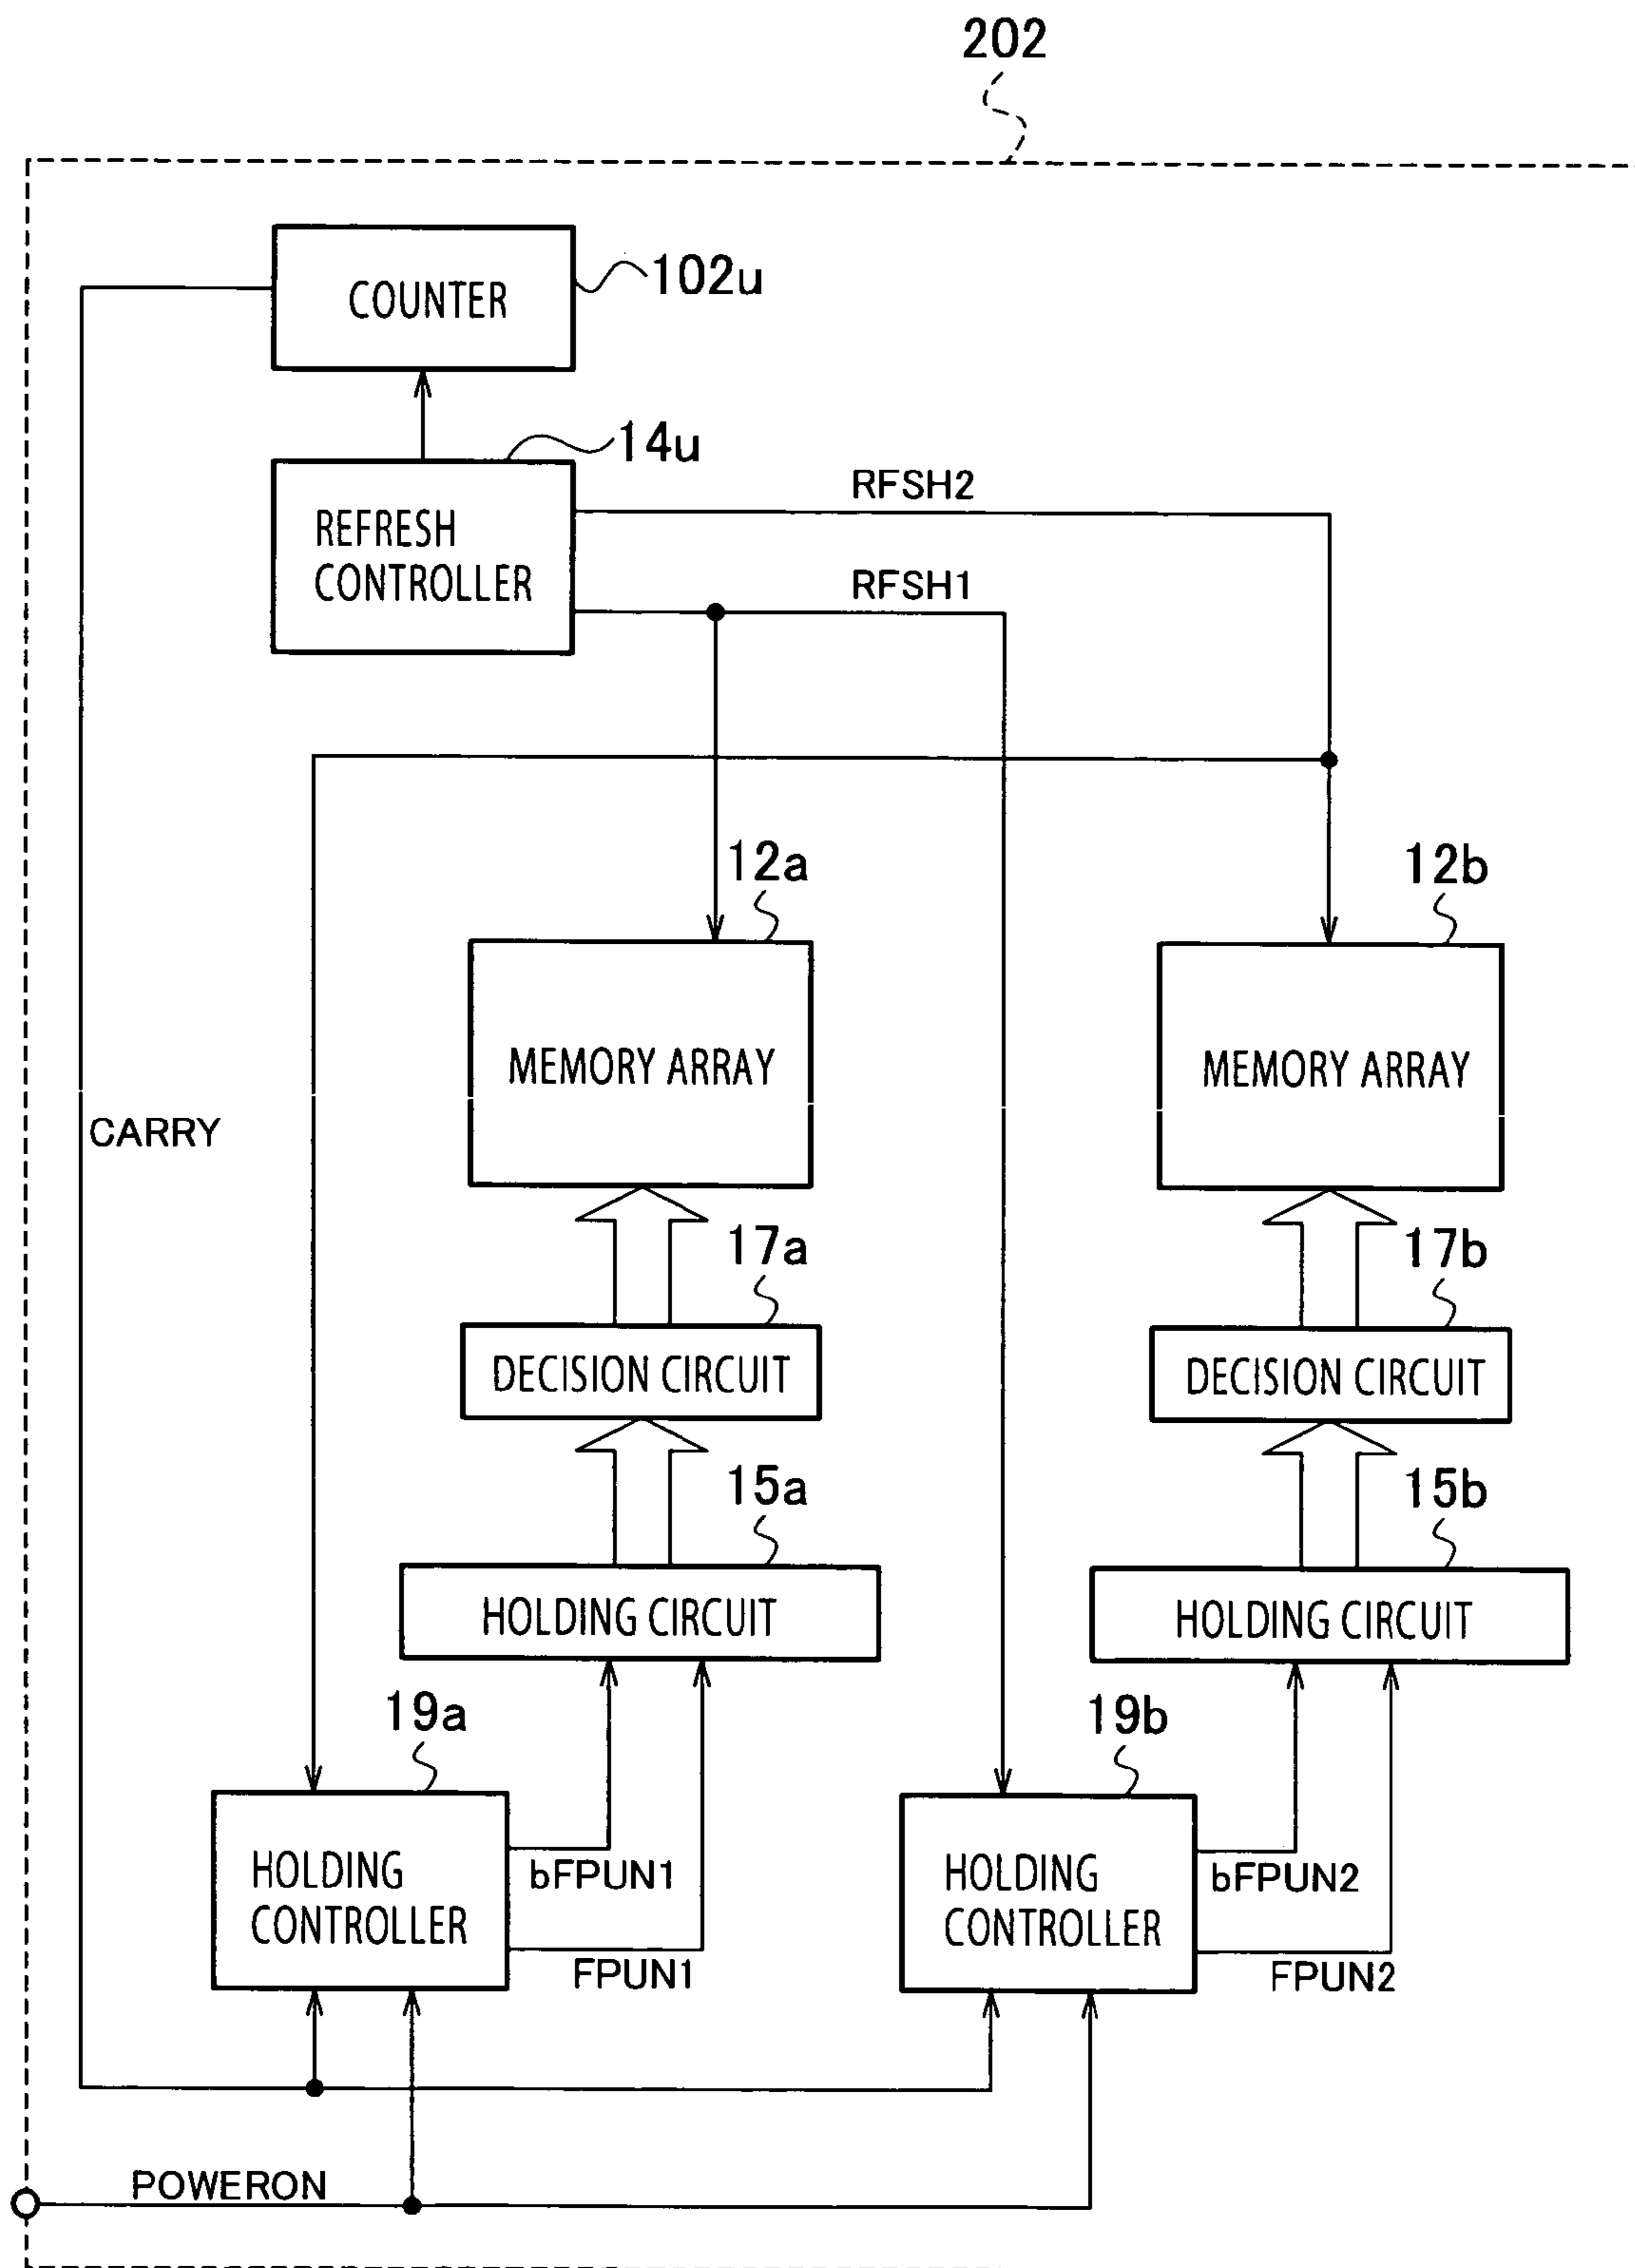 202
COUNTER
102u
14u
REFRESH
CONTROLLER
RFSH2
RFSH1
12a
12b
MEMORY ARRAY
MEMORY ARRAY
CARRY
17a
17b
DECISION CIRCUIT
DECISION CIRCUIT
15a
15b
HOLDING CIRCUIT
HOLDING CIRCUIT
19a
19b
HOLDING
CONTROLLER
bFPUN1
FPUN1
HOLDING
CONTROLLER
bFPUN2
FPUN2
POWERON